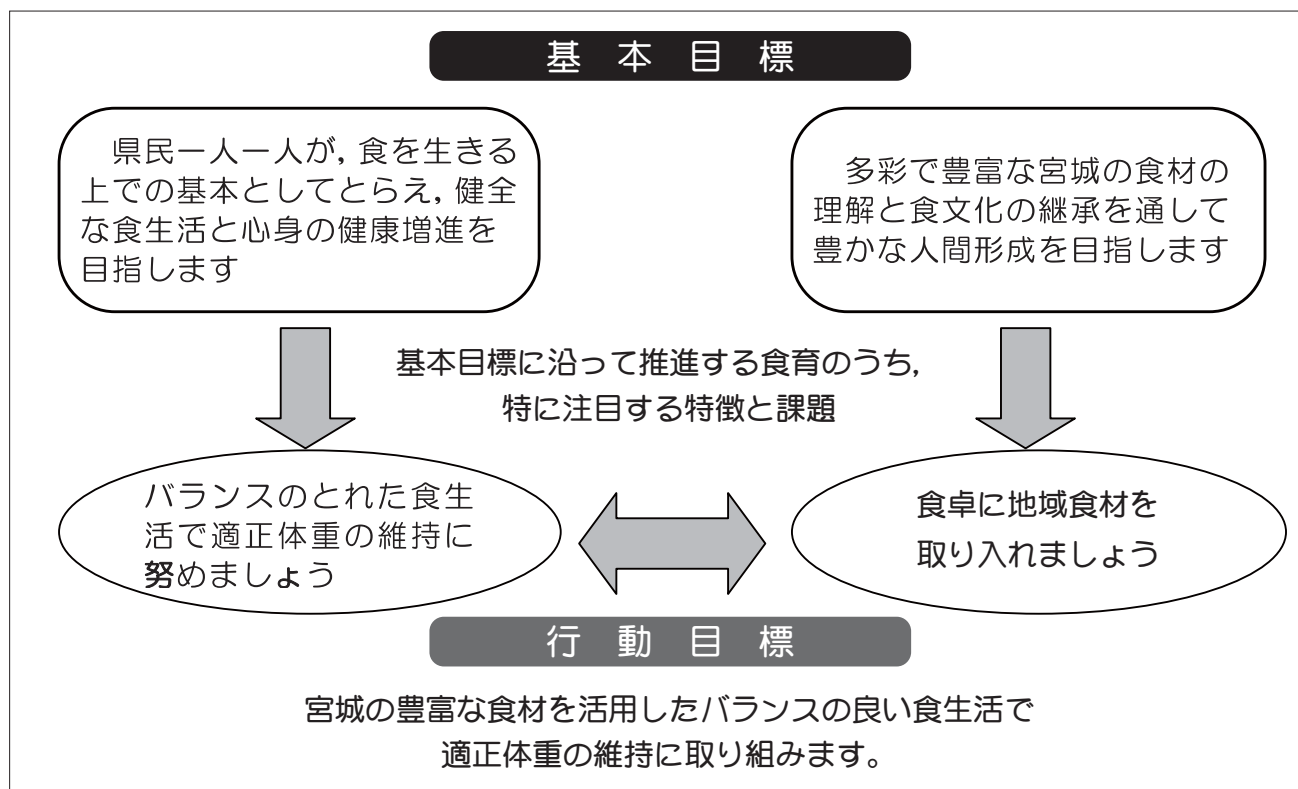 基本目標
県民一人一人が，食を生きる
上での基本としてとらえ，健全
な食生活と心身の健康増進を
目指します
多彩で豊富な宮城の食材の
理解と食文化の継承を通して
豊かな人間形成を目指します
基本目標に沿って推進する食育のうち，
特に注目する特徴と課題
バランスのとれた食生
活で適正体重の維持に
努めましょう
食卓に地域食材を
取り入れましょう
行動目標
宮城の豊富な食材を活用したバランスの良い食生活で
適正体重の維持に取り組みます。